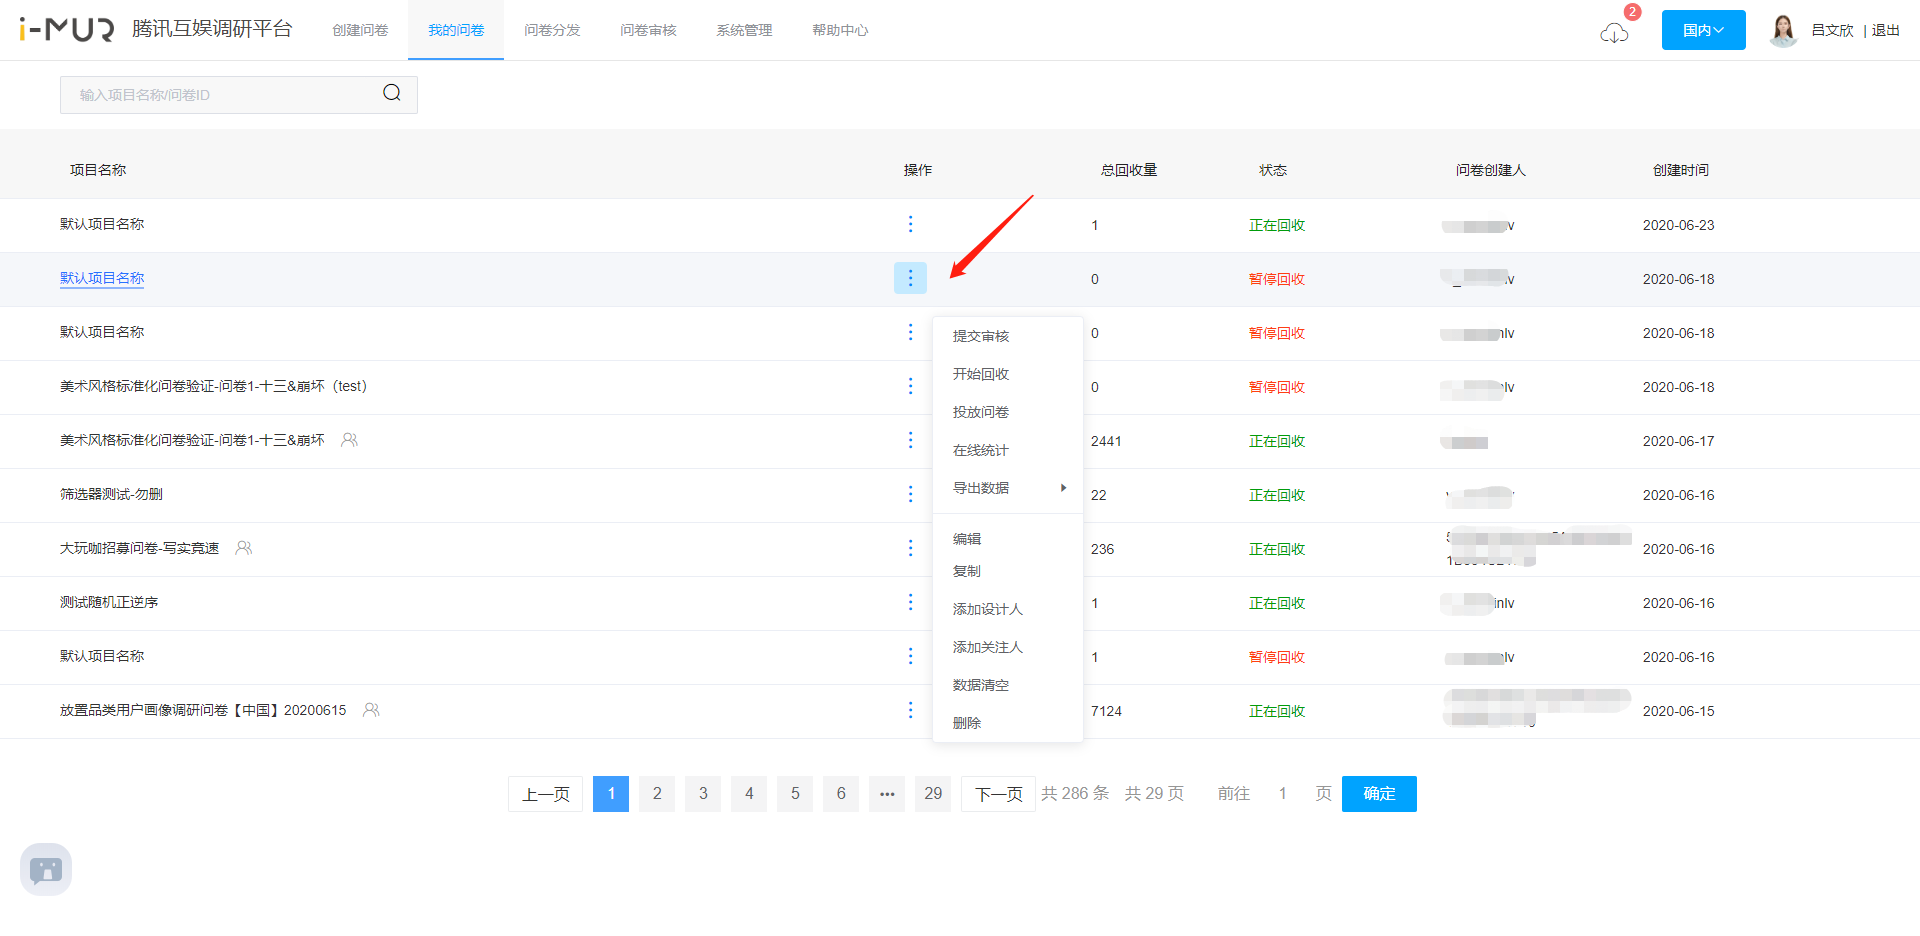 i-MUR 腾讯互娱调研平台 创建问卷 我的问卷 问卷分发 问卷审核 系统管理 帮助中心 2 国内 吕文欣 | 退出
输入项目名称/问卷ID
项目名称 操作 总回收量 状态 问卷创建人 创建时间
默认项目名称 1 正在回收 2020-06-23
默认项目名称 0 暂停回收 2020-06-18
默认项目名称 0 暂停回收 2020-06-18
美术风格标准化问卷验证-问卷1-十三&崩坏（test） 0 暂停回收 2020-06-18
美术风格标准化问卷验证-问卷1-十三&崩坏 2441 正在回收 2020-06-17
筛选器测试-勿删 22 正在回收 2020-06-16
大玩咖招募问卷-写实竞速 236 正在回收 2020-06-16
测试随机正逆序 1 正在回收 inlv 2020-06-16
默认项目名称 1 暂停回收 2020-06-16
放置品类用户画像调研问卷【中国】20200615 7124 正在回收 2020-06-15
提交审核
开始回收
投放问卷
在线统计
导出数据
编辑
复制
添加设计人
添加关注人
数据清空
删除
上一页 1 2 3 4 5 6 ••• 29 下一页 共 286 条 共 29 页 前往 1 页 确定